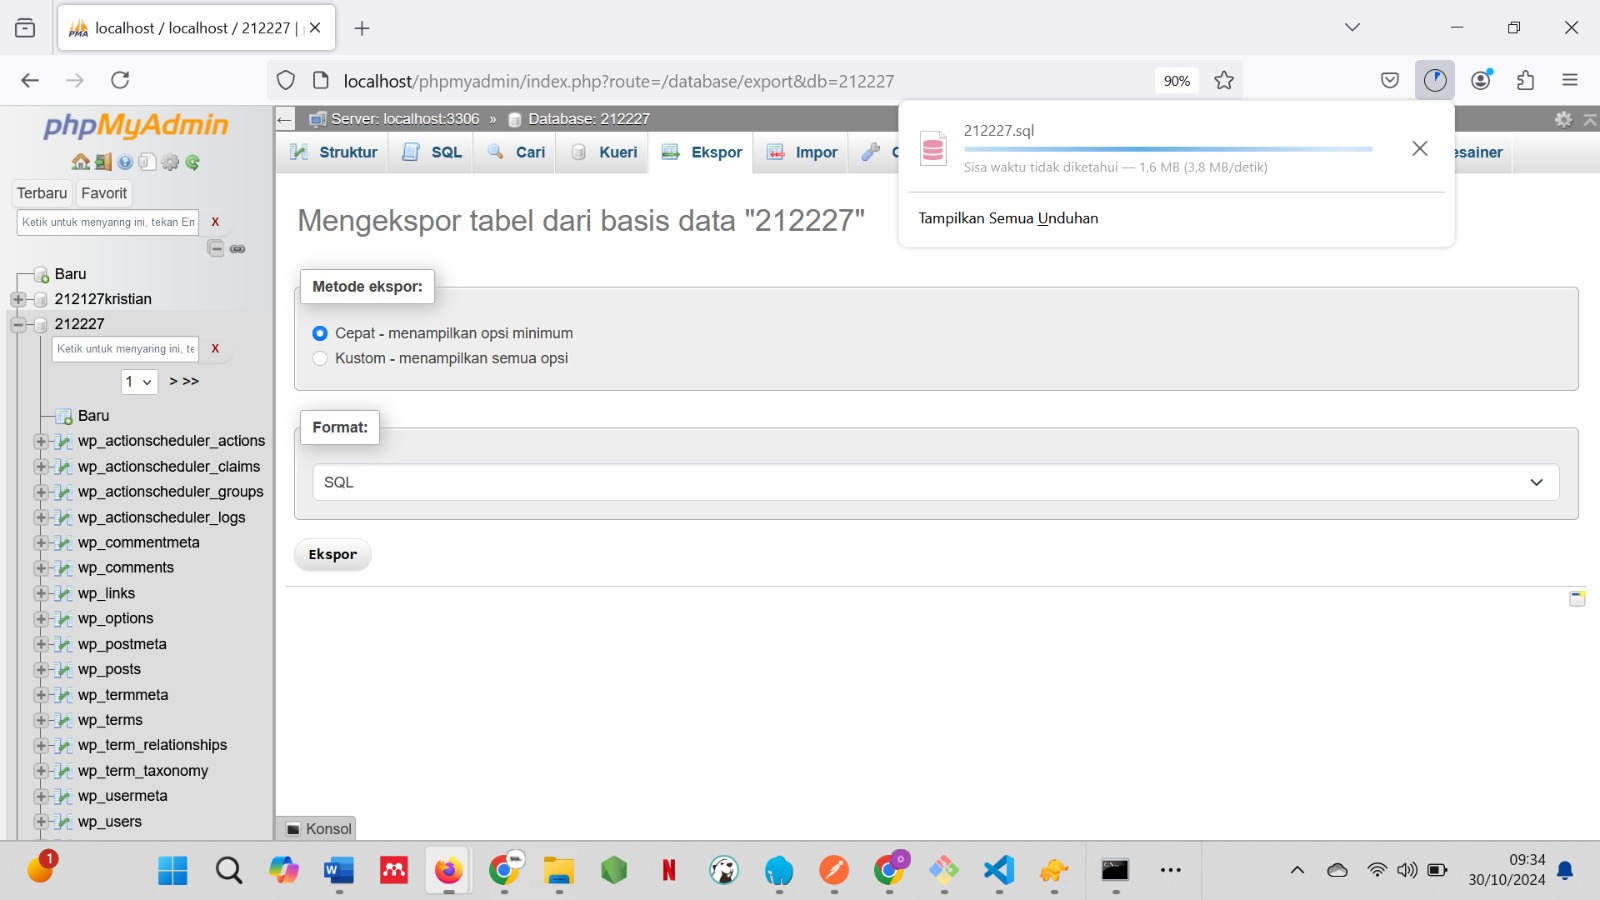 localhost / localhost / 212227 |
localhost/phpmyadmin/index.php?route=/database/export&db=212227
90%
212227.sql
Sisa waktu tidak diketahui — 1,6 MB (3,8 MB/detik)
Tampilkan Semua Unduhan
phpMyAdmin
Terbaru
Favorit
Ketik untuk menyaring ini, tekan En
X
Baru
212127kristian
212227
Ketik untuk menyaring ini, te
X
1
> >>
Baru
wp_actionscheduler_actions
wp_actionscheduler_claims
wp_actionscheduler_groups
wp_actionscheduler_logs
wp_commentmeta
wp_comments
wp_links
wp_options
wp_postmeta
wp_posts
wp_termmeta
wp_terms
wp_term_relationships
wp_term_taxonomy
wp_usermeta
wp_users
Server: localhost:3306 » Database: 212227
Struktur
SQL
Cari
Kueri
Ekspor
Impor
esainer
Mengekspor tabel dari basis data "212227"
Metode ekspor:
Cepat - menampilkan opsi minimum
Kustom - menampilkan semua opsi
Format:
SQL
Ekspor
Konsol
1
09:34
30/10/2024